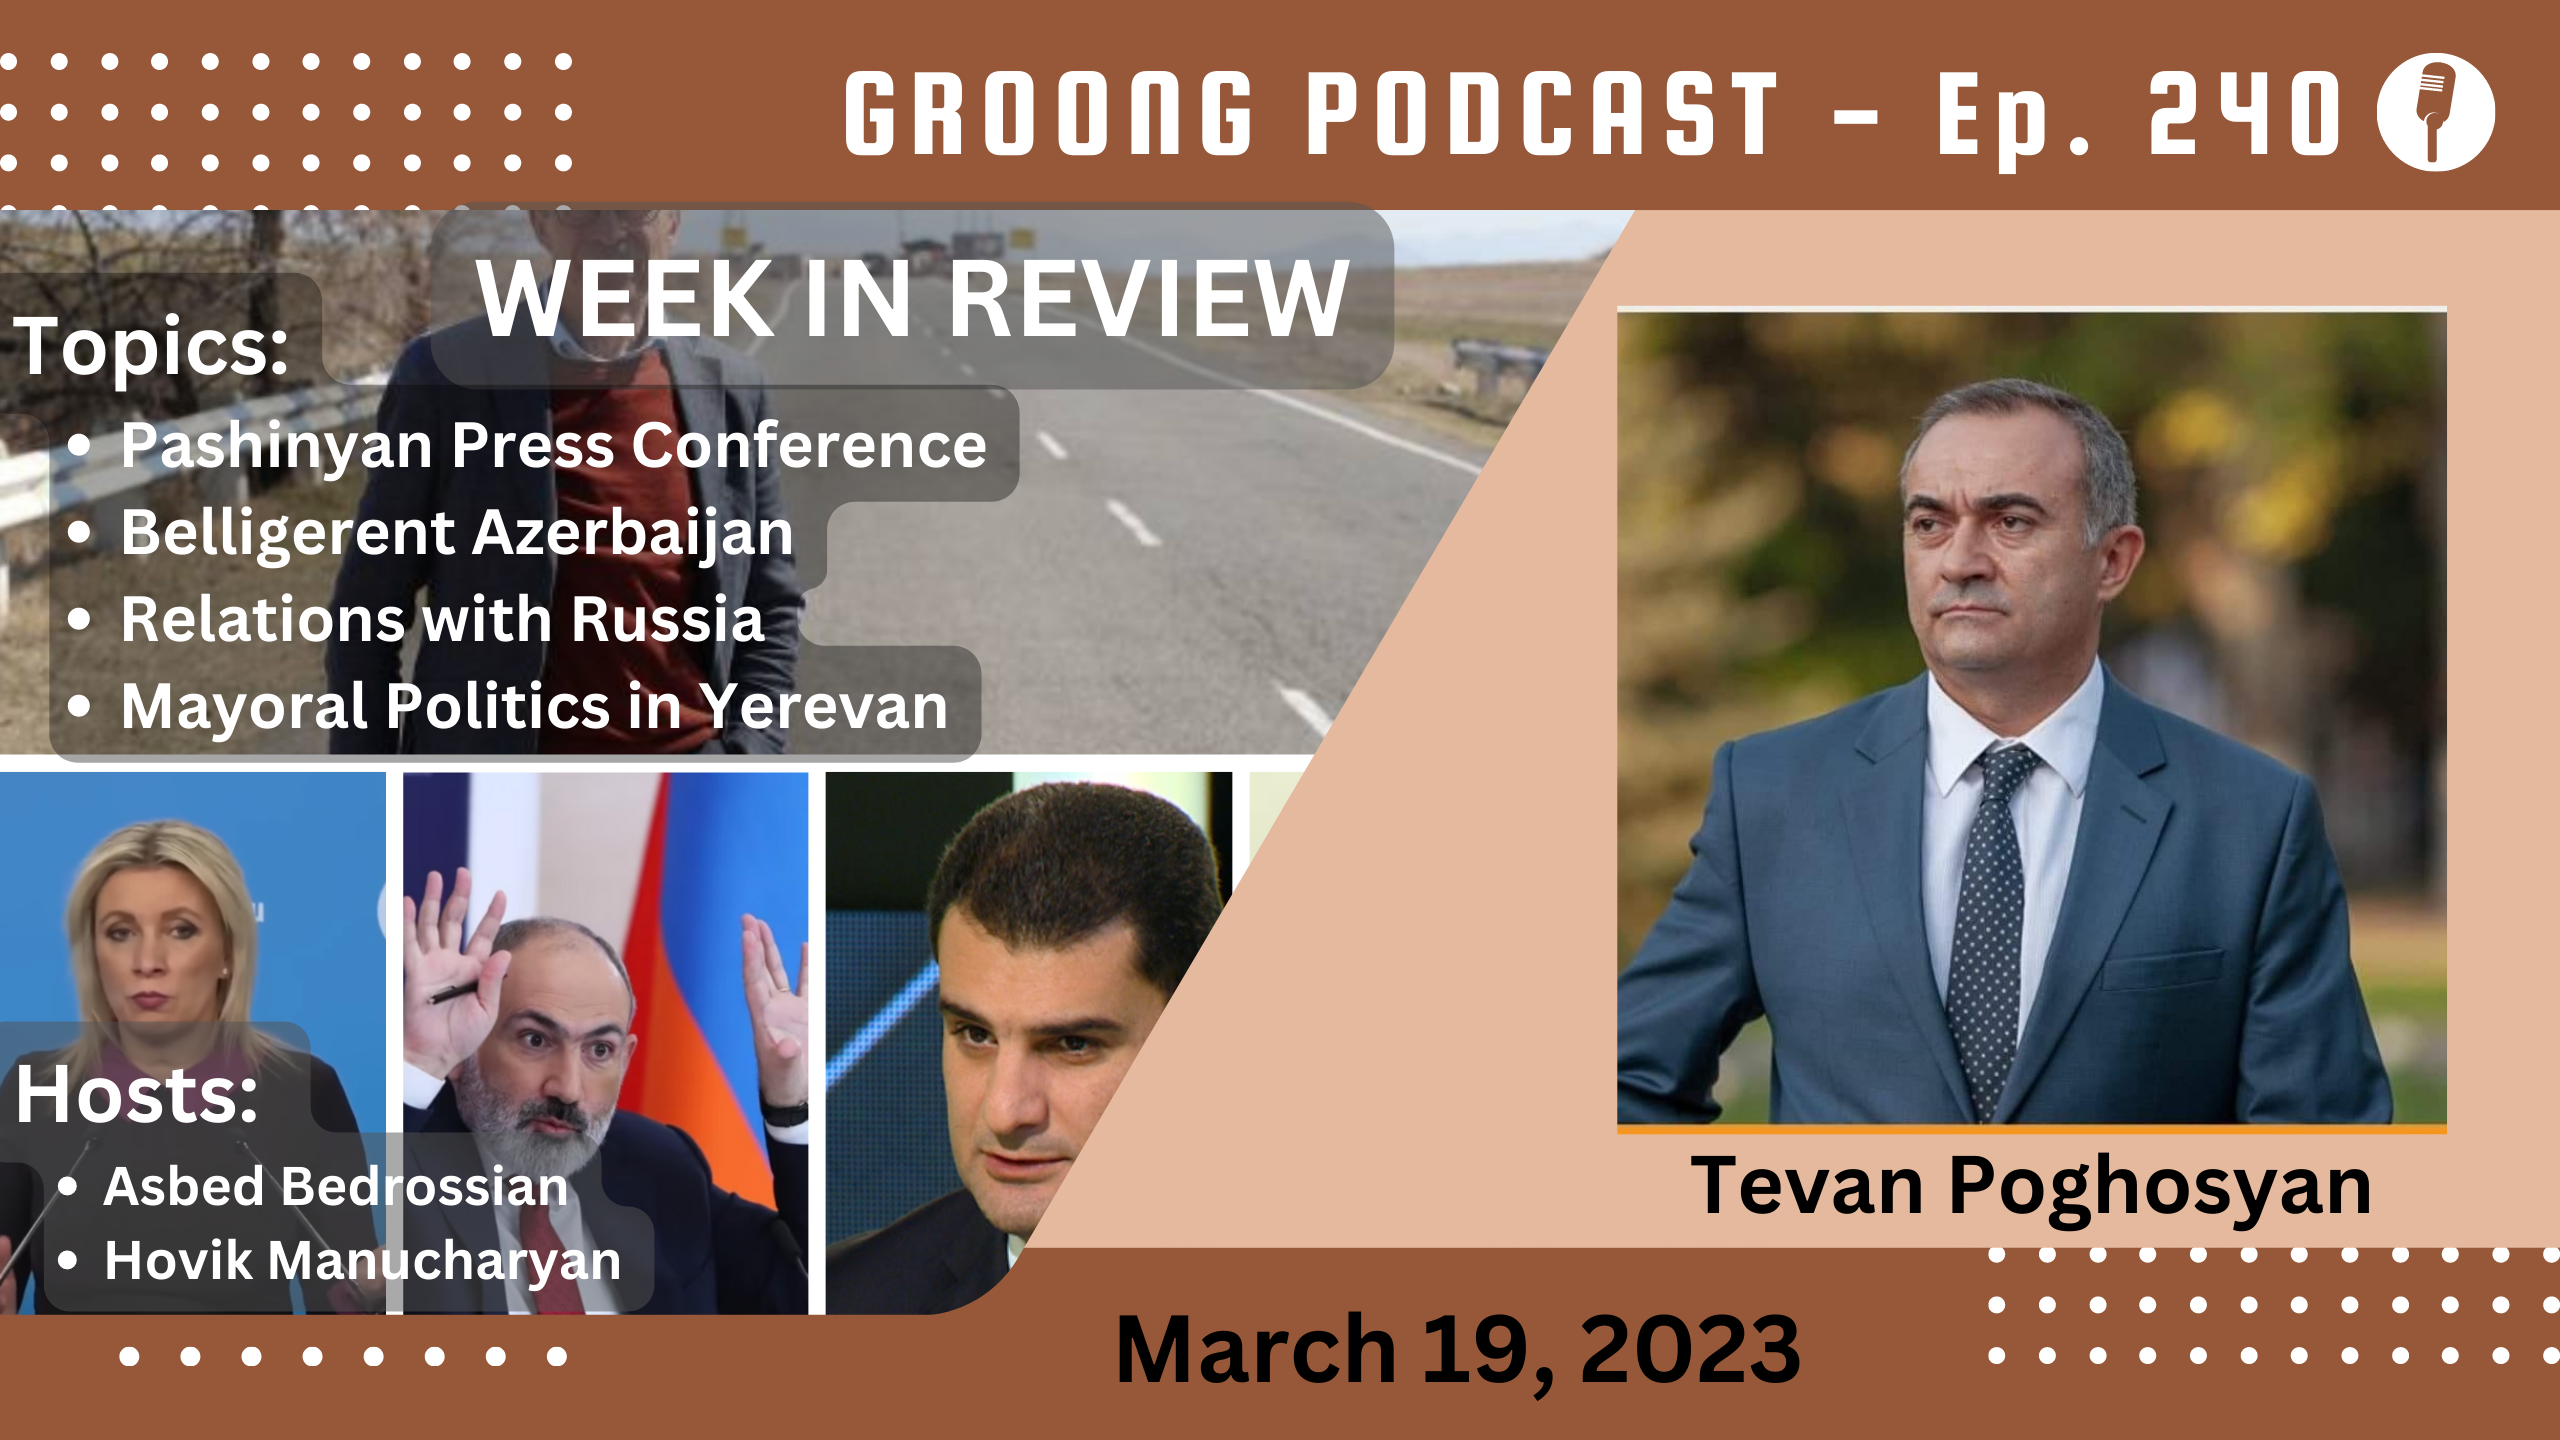 GROONG PODCAST - Ep. 240
WEEK IN REVIEW
Topics:
• Pashinyan Press Conference
• Belligerent Azerbaijan
• Relations with Russia
• Mayoral Politics in Yerevan
Hosts:
• Asbed Bedrossian
• Hovik Manucharyan
Tevan Poghosyan
March 19, 2023